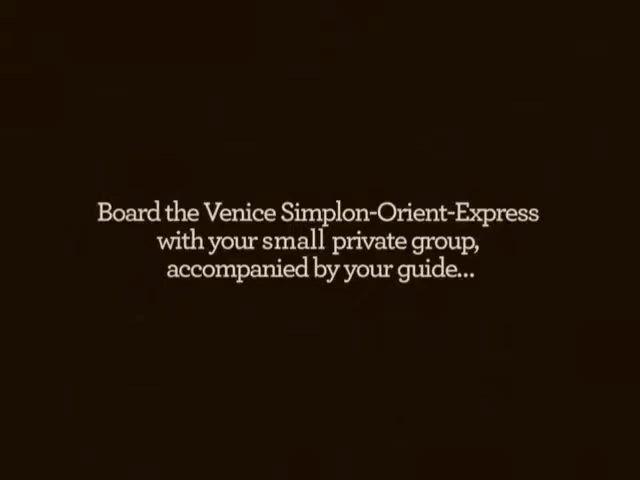 Board the Venice Simplon-Orient-Express
with your small private group,
accompanied by your guide...